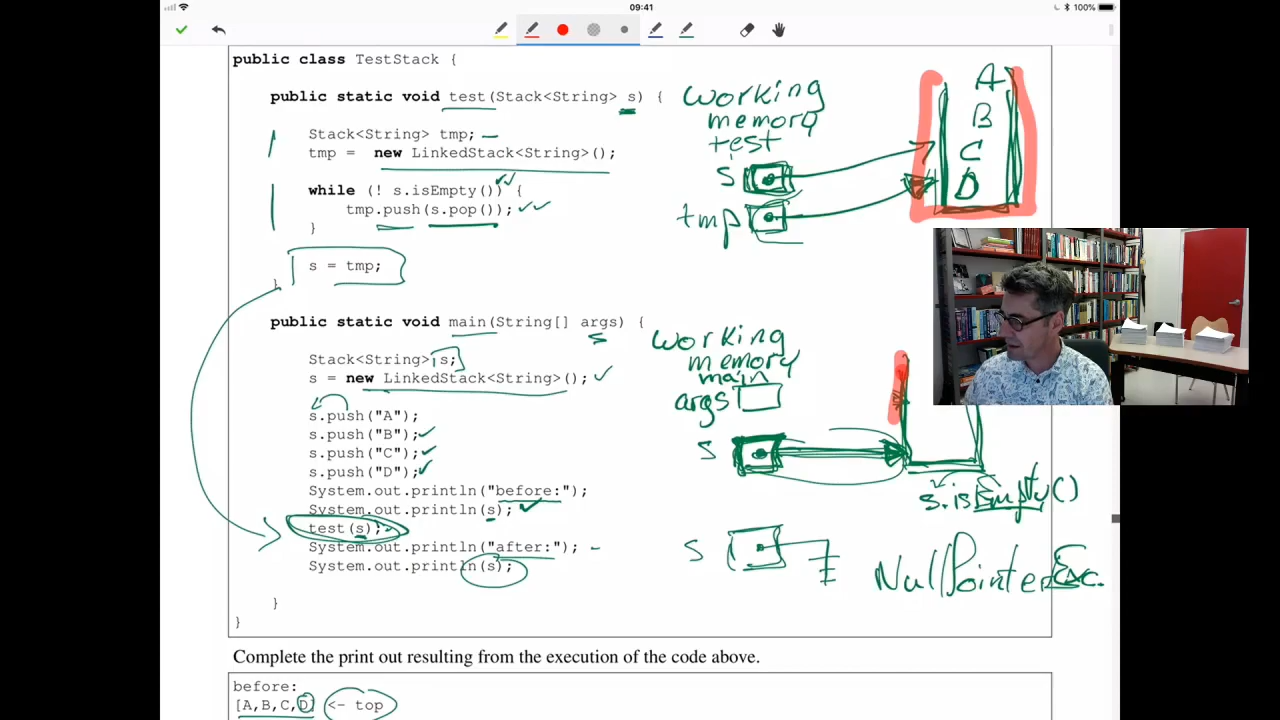 09:41
100%
public class TestStack {
public static void test(Stack<String> s) {
Stack<String> tmp;
tmp = new LinkedStack<String>();
while (! s.isEmpty()) {
tmp.push(s.pop());
}
s = tmp;
}
public static void main(String[] args) {
Stack<String> s;
s = new LinkedStack<String>();
s.push("A");
s.push("B");
s.push("C");
s.push("D");
System.out.println("before:");
System.out.println(s);
test(s);
System.out.println("after:");
System.out.println(s);
}
}
working
memory
test
s
tmp
A
B
C
D
working
memory
main
args
s
s.isEmpty()
s
NullPointerExc.
Complete the print out resulting from the execution of the code above.
before:
[A,B,C,D] <- top